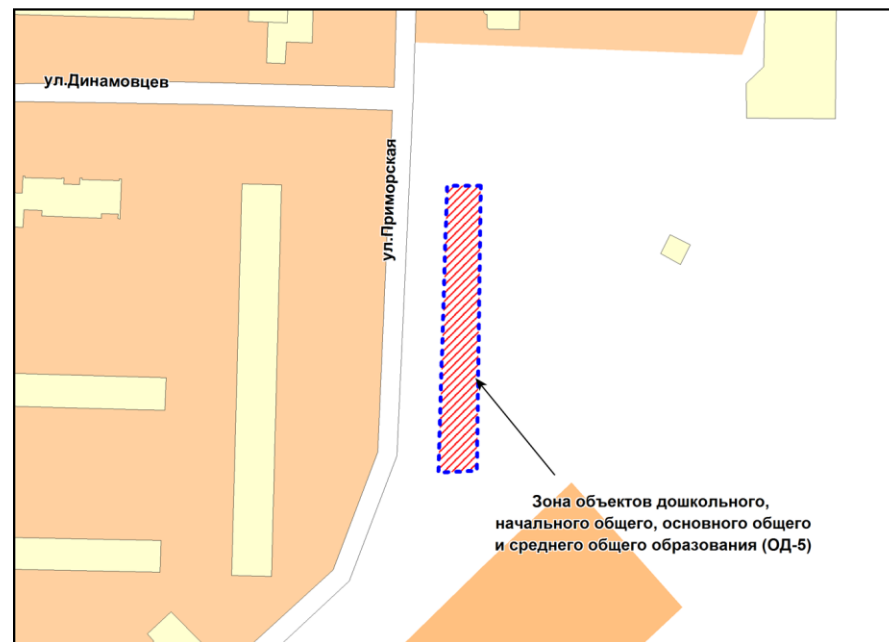 ул.Динамовцев
ул.Приморская
Зона объектов дошкольного,
начального общего, основного общего
и среднего общего образования (ОД-5)